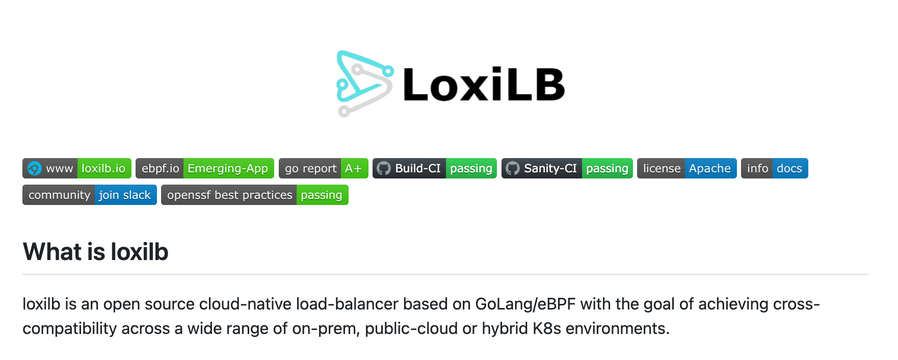 LoxiLB
www loxilb.io ebpf.io Emerging-App go report A+ Build-CI passing Sanity-CI passing license Apache info docs
community join slack openssf best practices passing
What is loxilb
loxilb is an open source cloud-native load-balancer based on GoLang/eBPF with the goal of achieving cross-
compatibility across a wide range of on-prem, public-cloud or hybrid K8s environments.